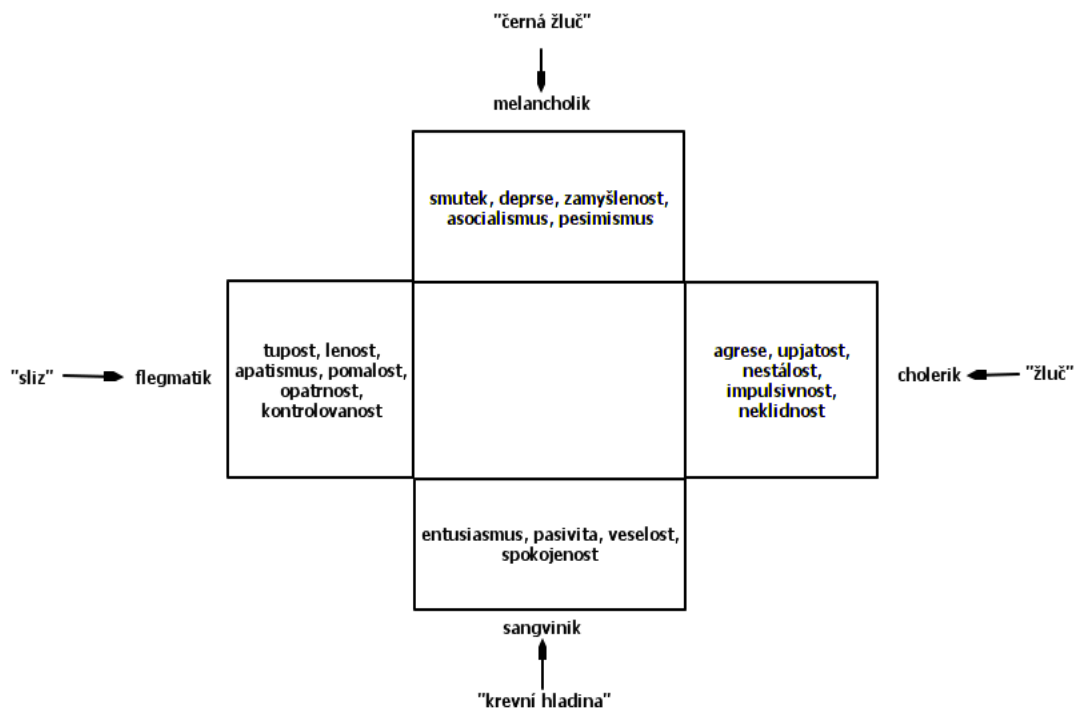 "černá žluč"
melancholik
smutek, deprse, zamyšlenost,
asocialismus, pesimismus
"sliz"
flegmatik
tupost, lenost,
apatismus, pomalost,
opatrnost,
kontrolovanost
agrese, upjatost,
nestálost,
impulsivnost,
neklidnost
cholerik
"žluč"
entusiasmus, pasivita, veselost,
spokojenost
sangvinik
"krevní hladina"